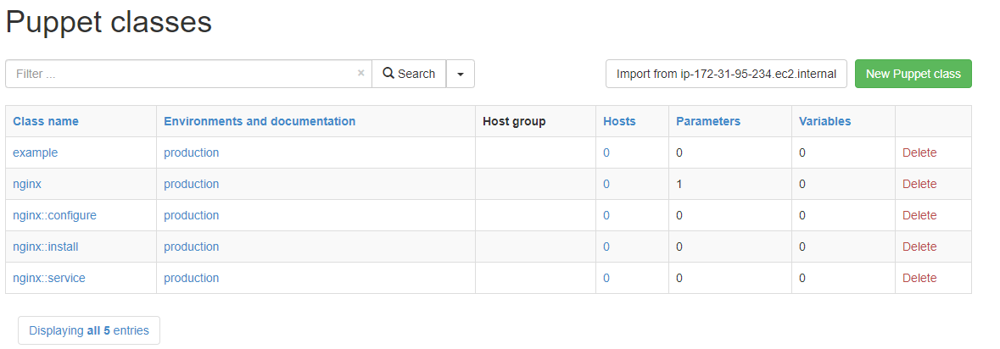 Puppet classes
Filter ... × Search Import from ip-172-31-95-234.ec2.internal New Puppet class
Class name Environments and documentation Host group Hosts Parameters Variables
example production 0 0 0 Delete
nginx production 0 1 0 Delete
nginx::configure production 0 0 0 Delete
nginx::install production 0 0 0 Delete
nginx::service production 0 0 0 Delete
Displaying all 5 entries